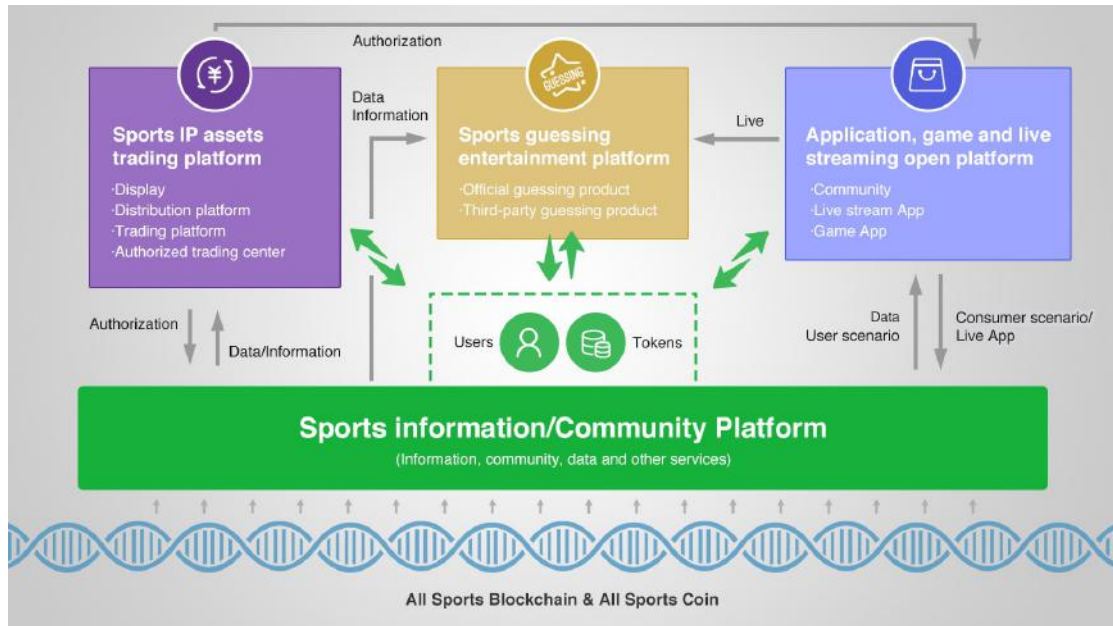 Authorization
¥
GUESSING
Sports IP assets
trading platform
·Display
·Distribution platform
·Trading platform
·Authorized trading center
Data
Information
Sports guessing
entertainment platform
·Official guessing product
·Third-party guessing product
Live
Application, game and live
streaming open platform
·Community
·Live stream App
·Game App
Authorization
Data/Information
Users
Tokens
Data
User scenario
Consumer scenario/
Live App
Sports information/Community Platform
(Information, community, data and other services)
All Sports Blockchain & All Sports Coin